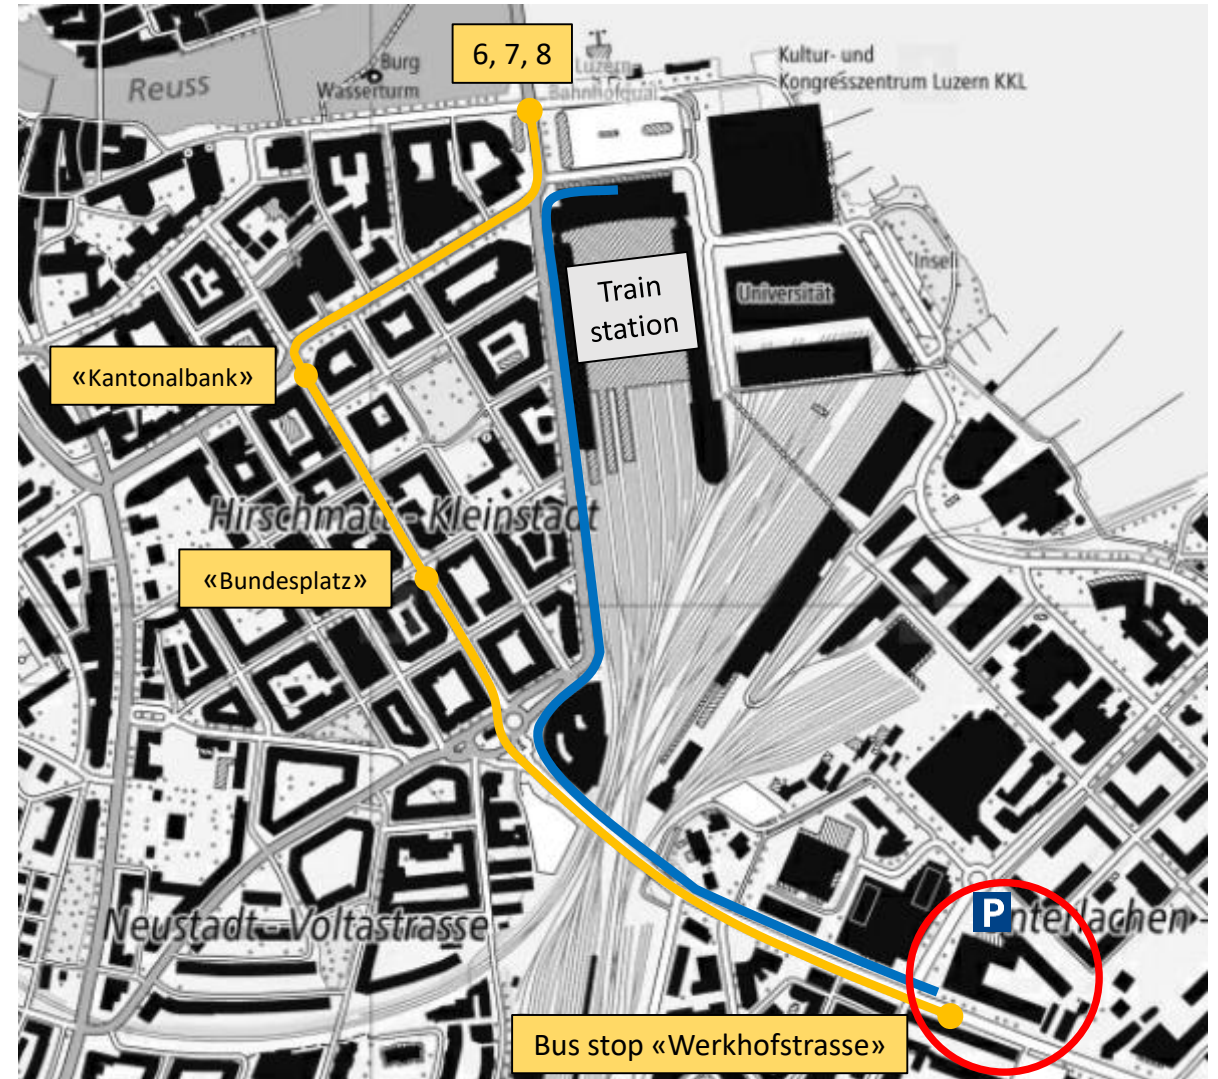 6, 7, 8
Reuss
Burg
Wasserturm
Luzern
Bahnhofquai
Kultur- und
Kongresszentrum Luzern KKL
Inseli
Train
station
Universität
«Kantonalbank»
Hirschmatt - Kleinstadt
«Bundesplatz»
Neustadt - Voltastrasse
P
nterlachen -
Bus stop «Werkhofstrasse»